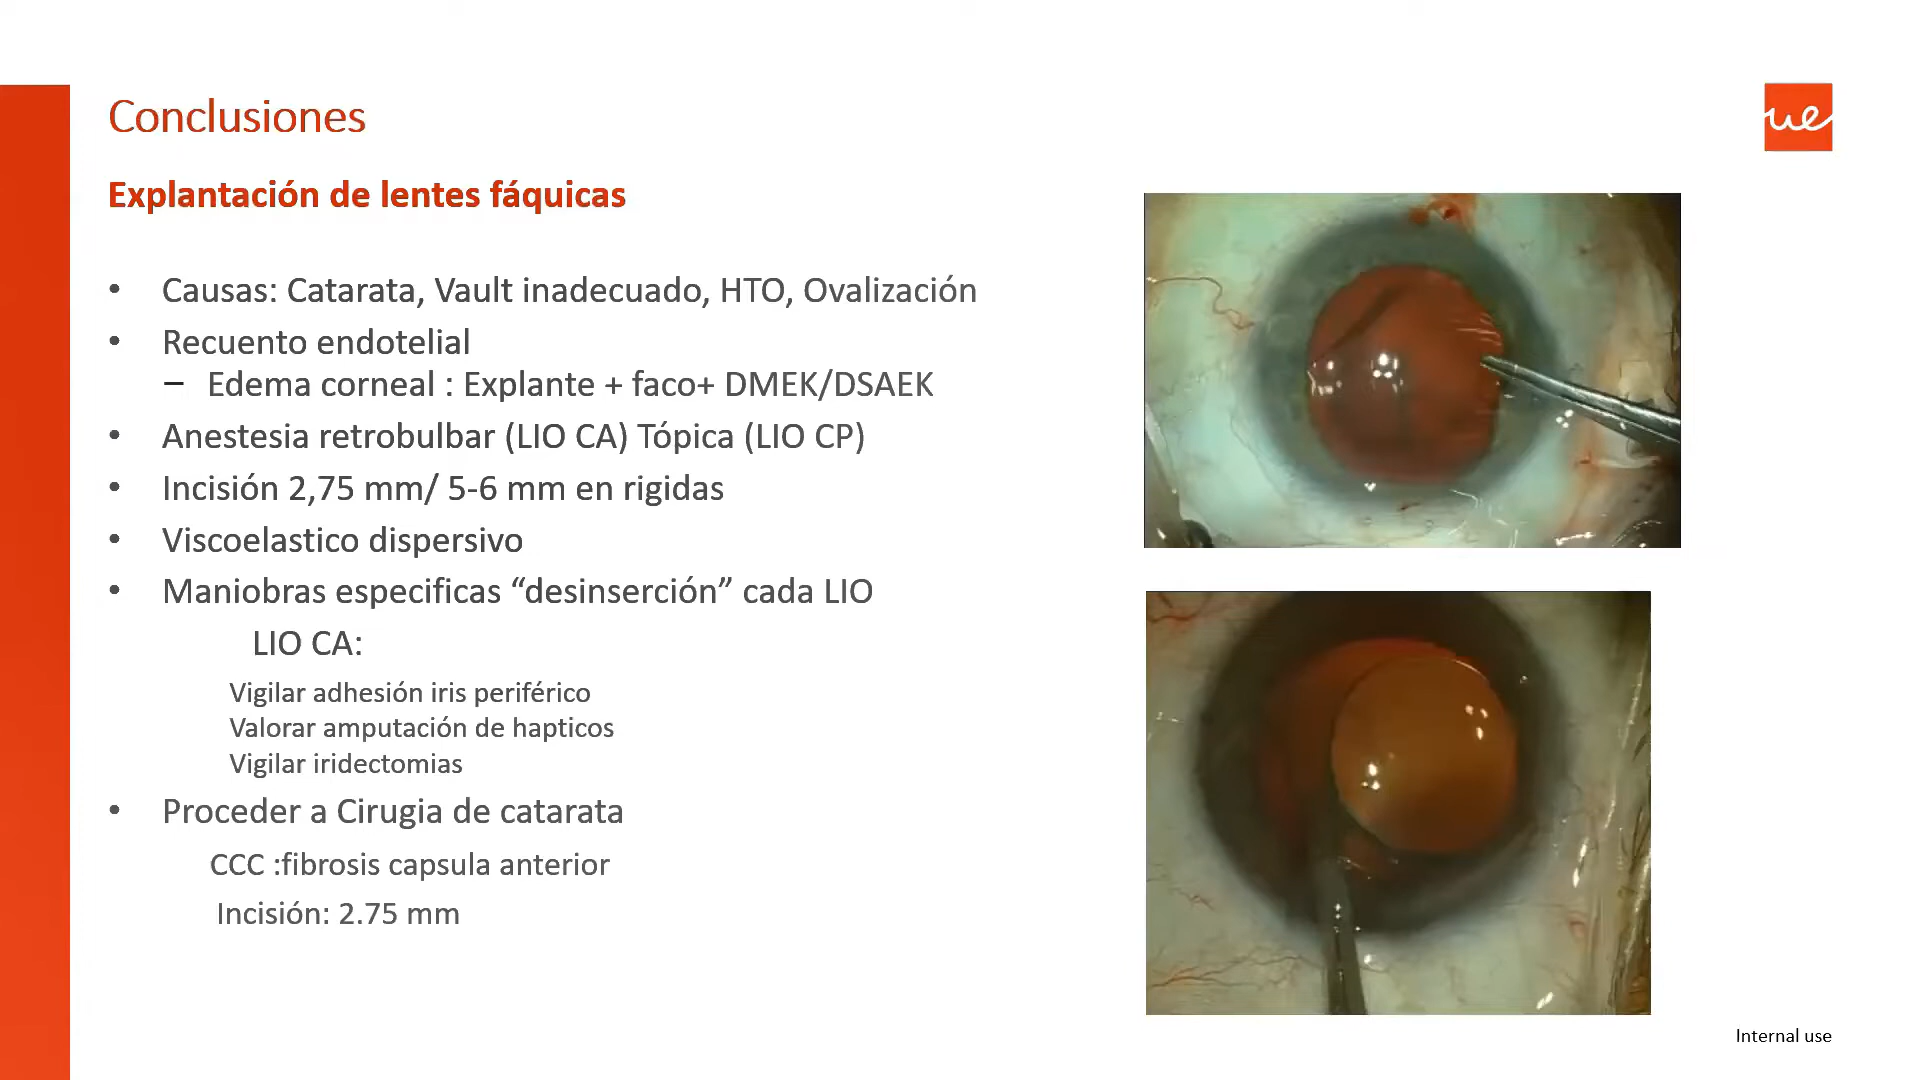 Conclusiones
ue
Explantación de lentes fáquicas
• Causas: Catarata, Vault inadecuado, HTO, Ovalización
• Recuento endotelial
– Edema corneal : Explante + faco+ DMEK/DSAEK
• Anestesia retrobulbar (LIO CA) Tópica (LIO CP)
• Incisión 2,75 mm/ 5-6 mm en rigidas
• Viscoelastico dispersivo
• Maniobras especificas “desinserción” cada LIO
LIO CA:
Vigilar adhesión iris periférico
Valorar amputación de hapticos
Vigilar iridectomias
• Proceder a Cirugia de catarata
CCC :fibrosis capsula anterior
Incisión: 2.75 mm
Internal use